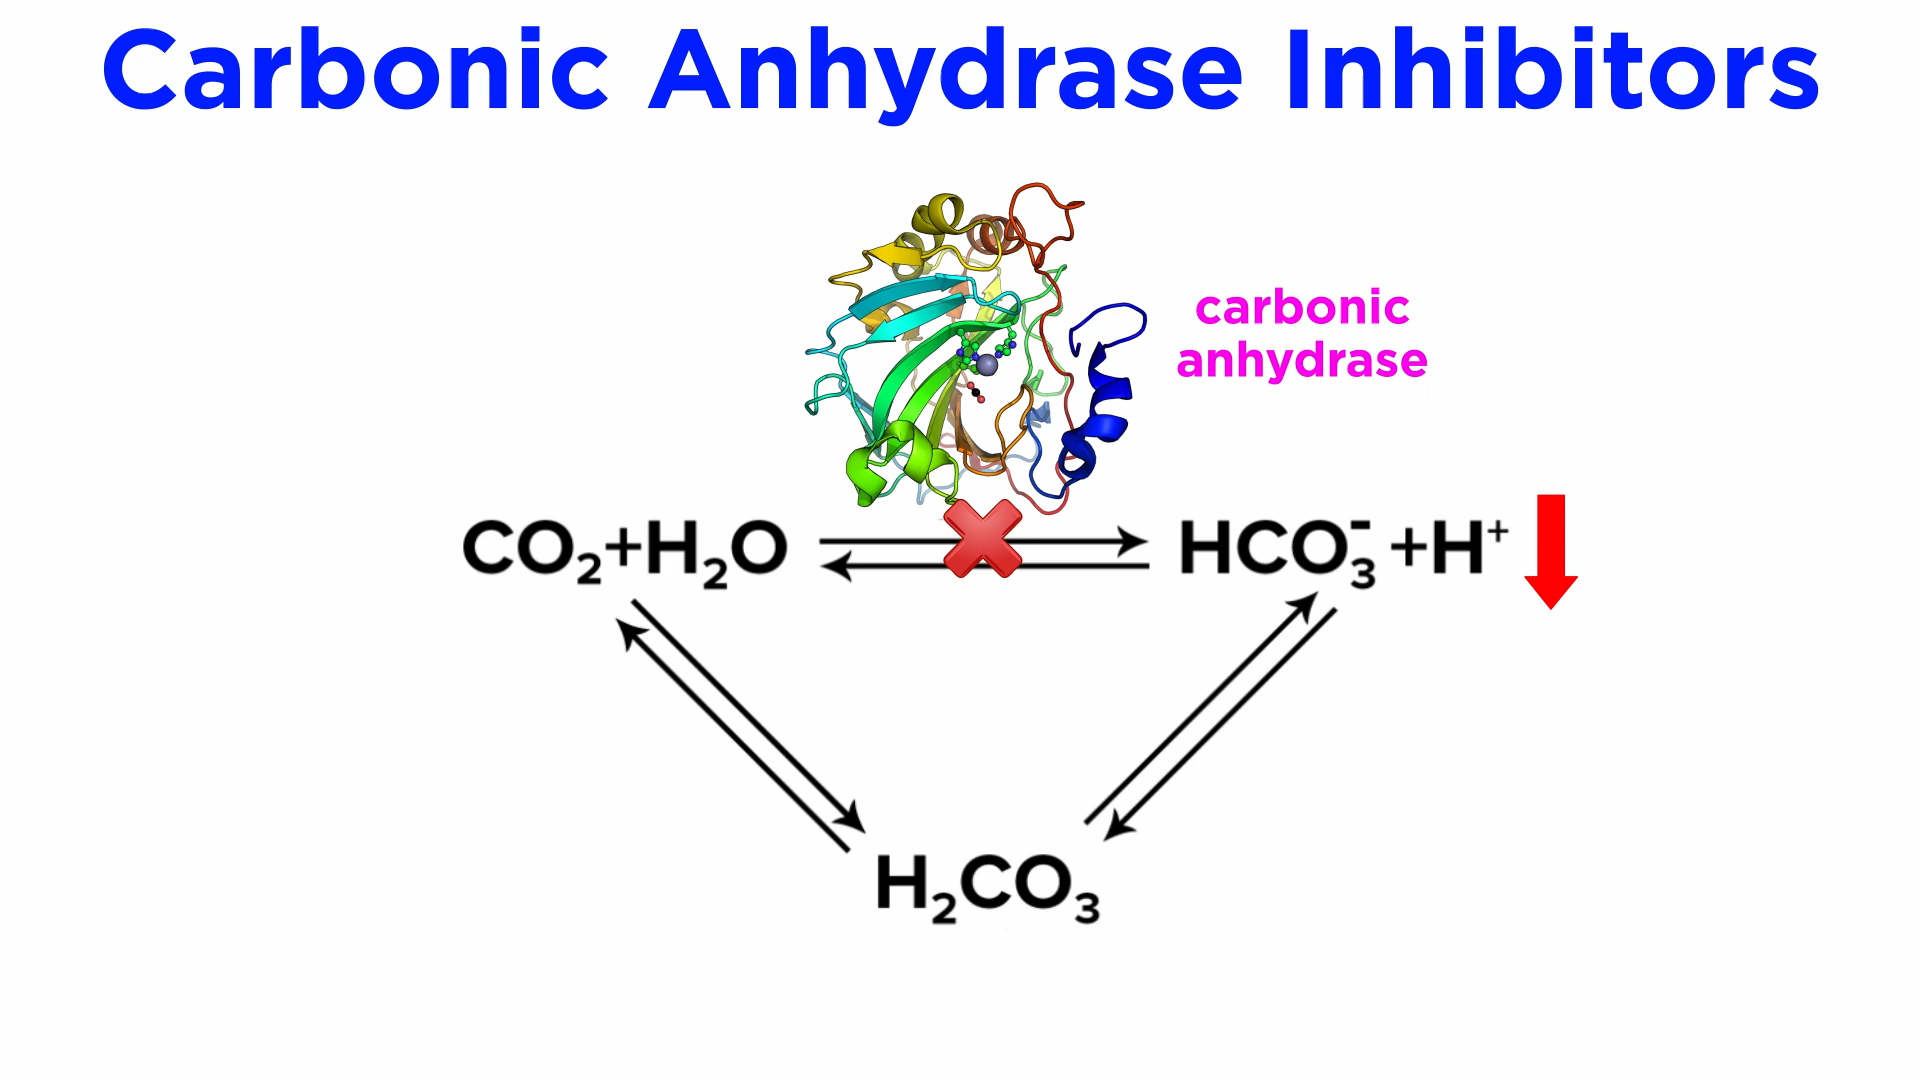 Carbonic Anhydrase Inhibitors
carbonic
anhydrase
CO₂+H₂O
HCO₃⁻+H⁺
H₂CO₃